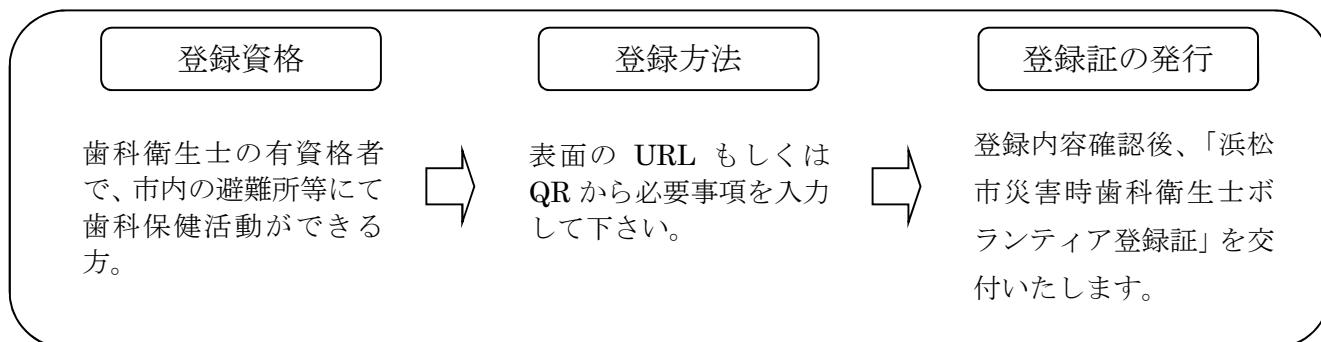 登録資格
歯科衛生士の有資格者
で、市内の避難所等にて
歯科保健活動ができる
方。
登録方法
表面の URL もしくは
QR から必要事項を入力
して下さい。
登録証の発行
登録内容確認後、「浜松
市災害時歯科衛生士ボ
ランティア登録証」を交
付いたします。